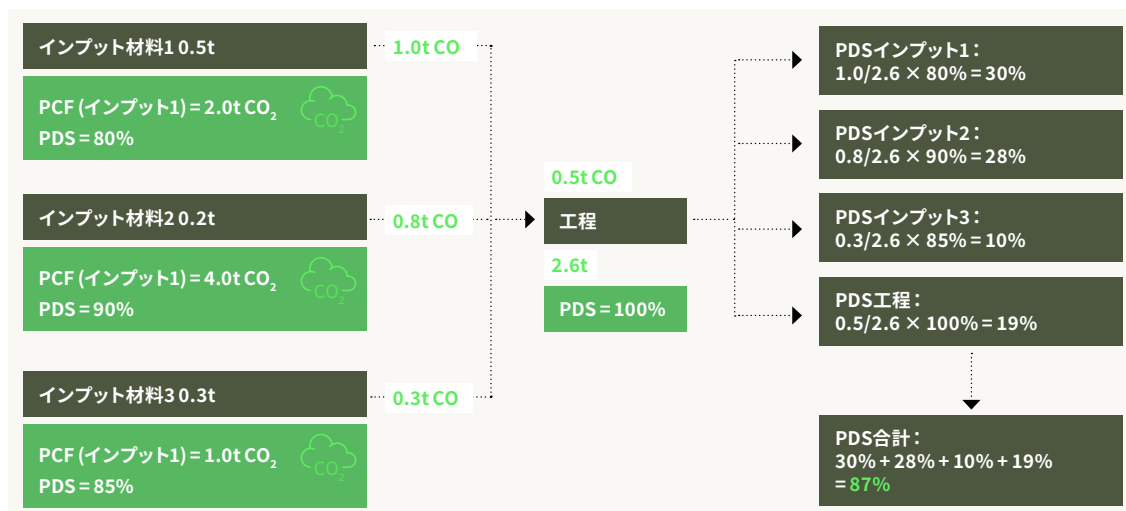 インプット材料1 0.5t
PCF (インプット1) = 2.0t CO2
PDS = 80%
CO2
1.0t CO
インプット材料2 0.2t
PCF (インプット1) = 4.0t CO2
PDS = 90%
CO2
0.8t CO
インプット材料3 0.3t
PCF (インプット1) = 1.0t CO2
PDS = 85%
CO2
0.3t CO
0.5t CO
工程
2.6t
PDS = 100%
PDSインプット1：
1.0/2.6 × 80% = 30%
PDSインプット2：
0.8/2.6 × 90% = 28%
PDSインプット3：
0.3/2.6 × 85% = 10%
PDS工程：
0.5/2.6 × 100% = 19%
PDS合計：
30% + 28% + 10% + 19%
= 87%